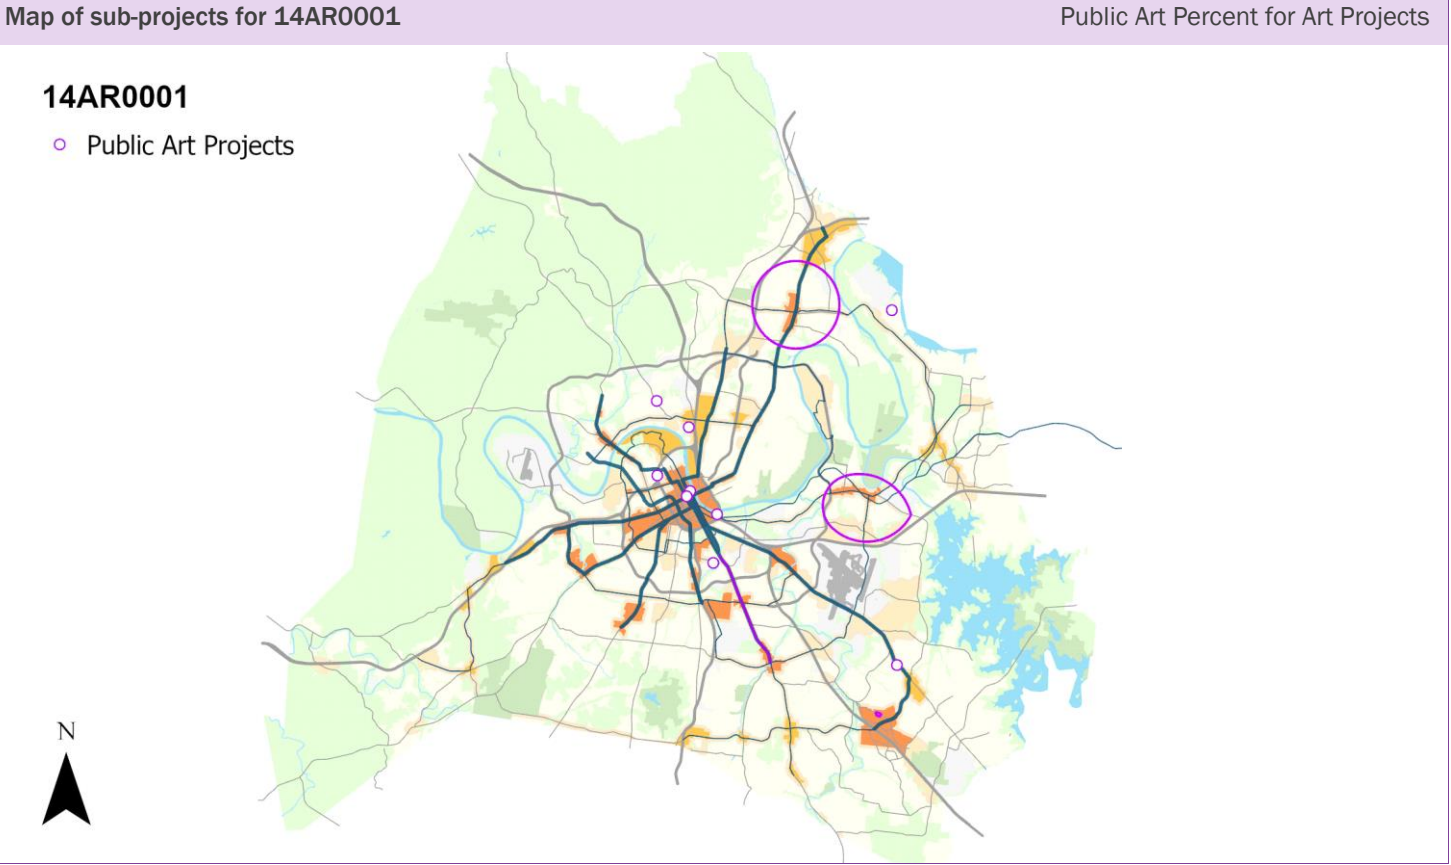 Map of sub-projects for 14AR0001
Public Art Percent for Art Projects
14AR0001
Public Art Projects
N